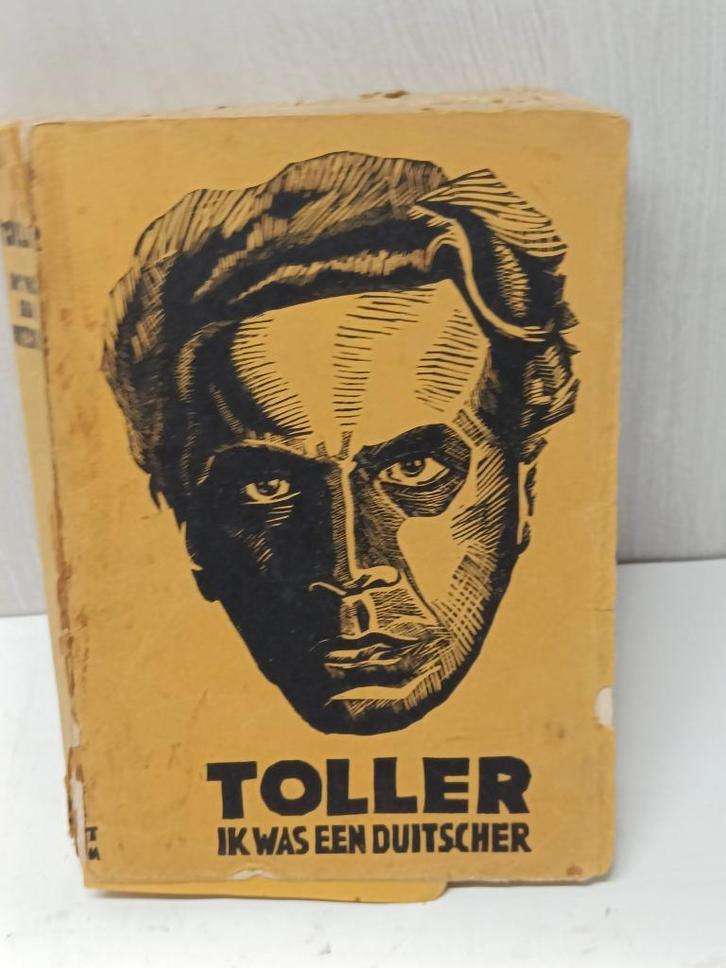 TOLLER
IK WAS EEN DUITSCHER